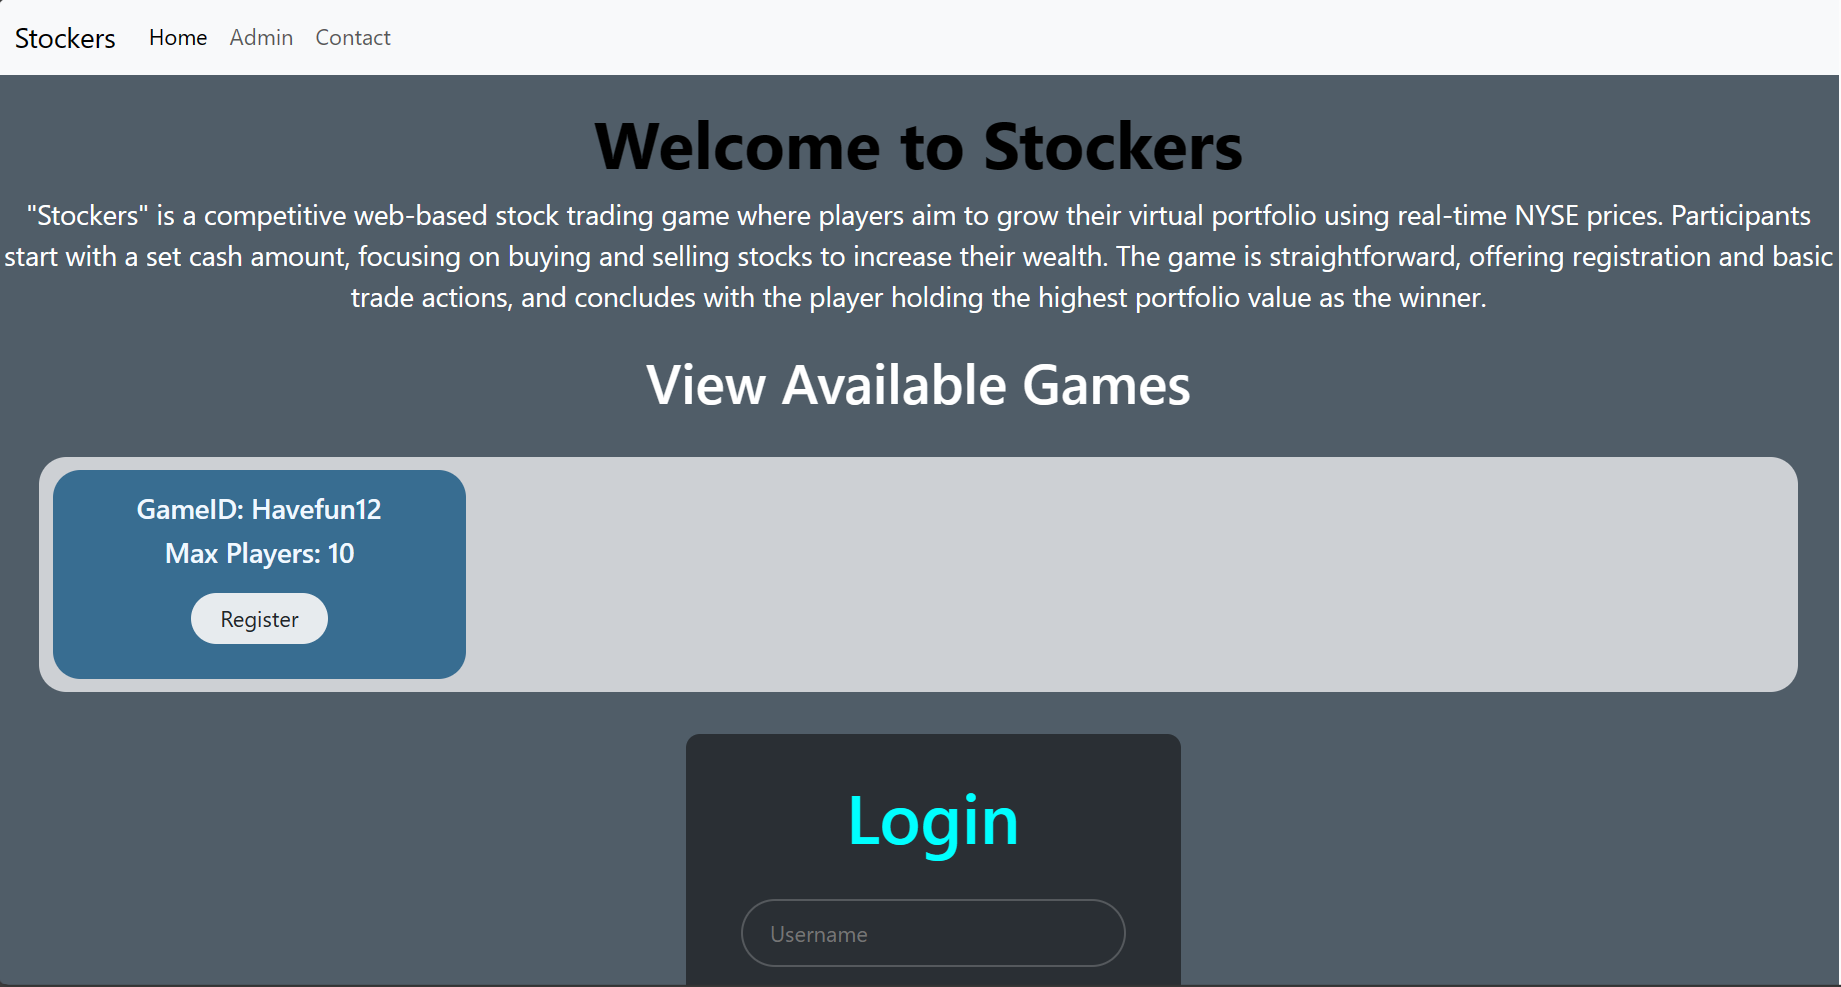 Stockers Home Admin Contact
Welcome to Stockers
"Stockers" is a competitive web-based stock trading game where players aim to grow their virtual portfolio using real-time NYSE prices. Participants
start with a set cash amount, focusing on buying and selling stocks to increase their wealth. The game is straightforward, offering registration and basic
trade actions, and concludes with the player holding the highest portfolio value as the winner.
View Available Games
GameID: Havefun12
Max Players: 10
Register
Login
Username